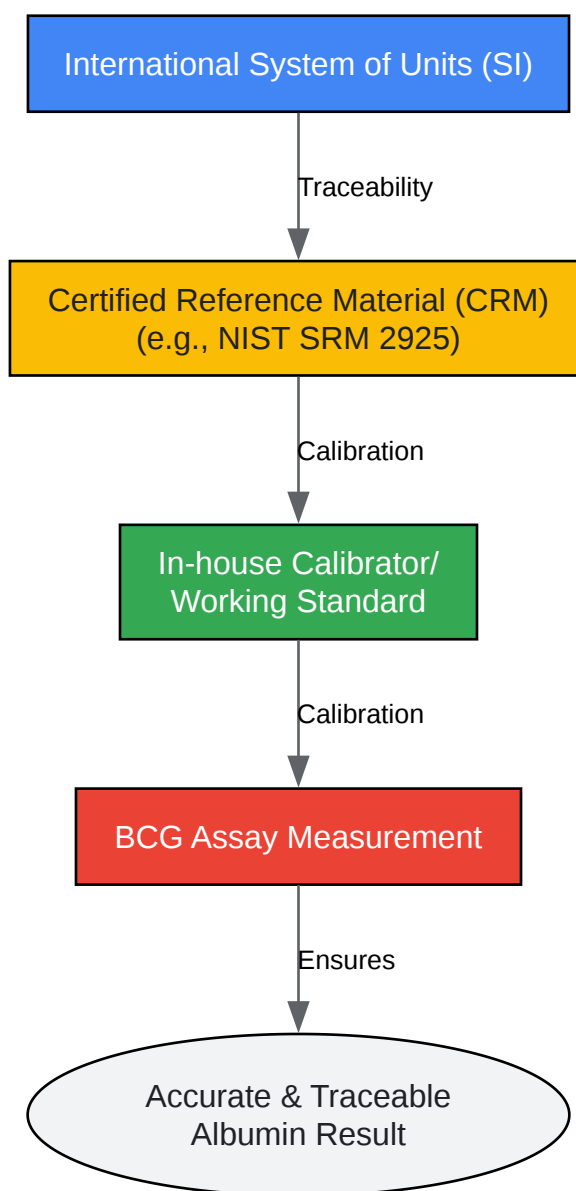 International System of Units (SI)
Traceability
Certified Reference Material (CRM)
(e.g., NIST SRM 2925)
Calibration
In-house Calibrator/
Working Standard
Calibration
BCG Assay Measurement
Ensures
Accurate & Traceable
Albumin Result